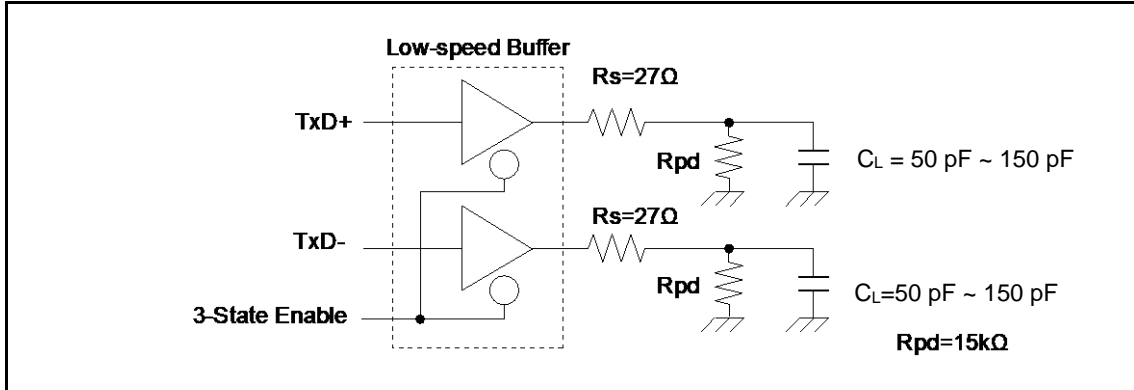 Low-speed Buffer
Rs=27Ω
TxD+
Rpd
CL = 50 pF ~ 150 pF
Rs=27Ω
TxD-
Rpd
CL=50 pF ~ 150 pF
3-State Enable
Rpd=15kΩ